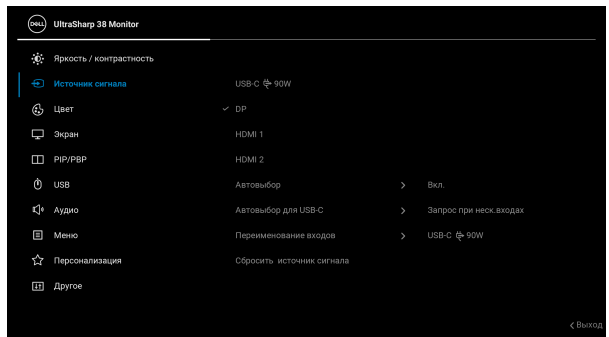 DELL UltraSharp 38 Monitor
Яркость / контрастность
Источник сигнала USB-C 90W
Цвет DP
Экран HDMI 1
PIP/PBP HDMI 2
USB Автовыбор Вкл.
Аудио Автовыбор для USB-C Запрос при неск.входах
Меню Переименование входов USB-C 90W
Персонализация Сбросить источник сигнала
Другое
Выход